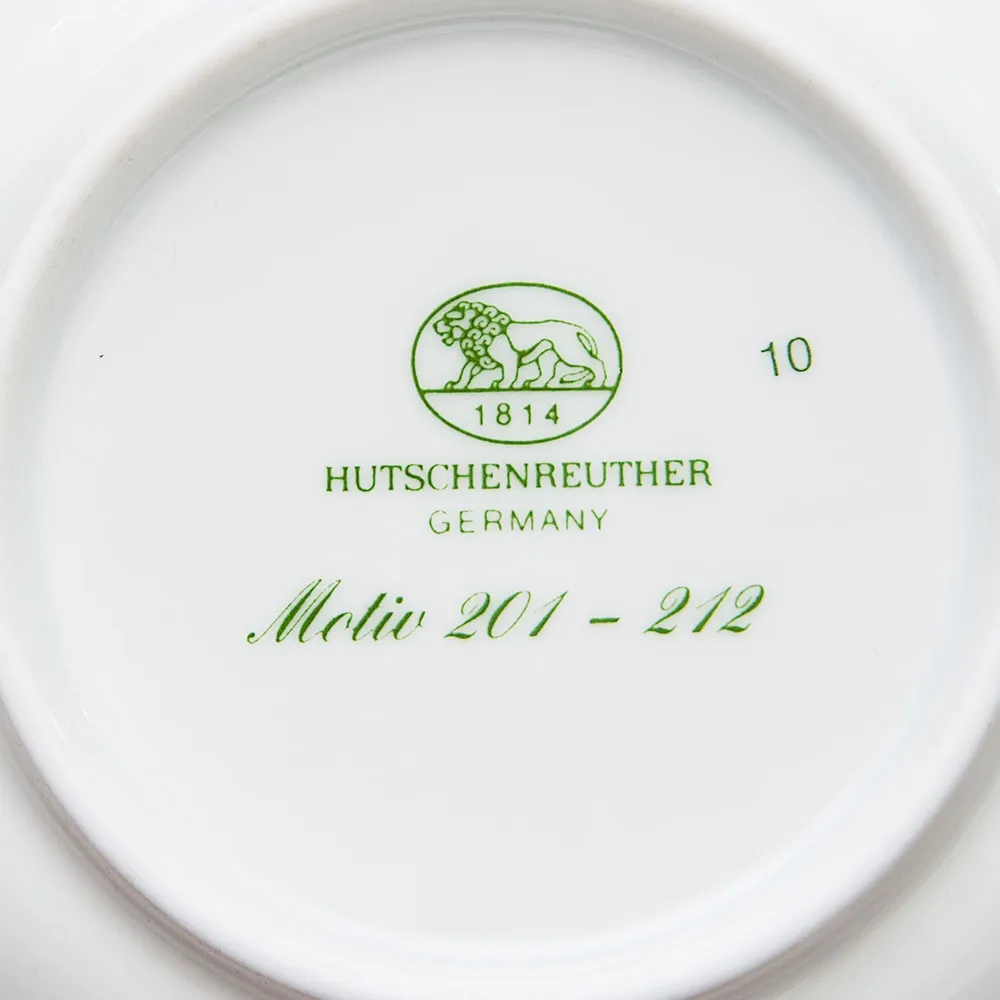 1814
10
HUTSCHENREUTHER
GERMANY
Motiv 201 - 212